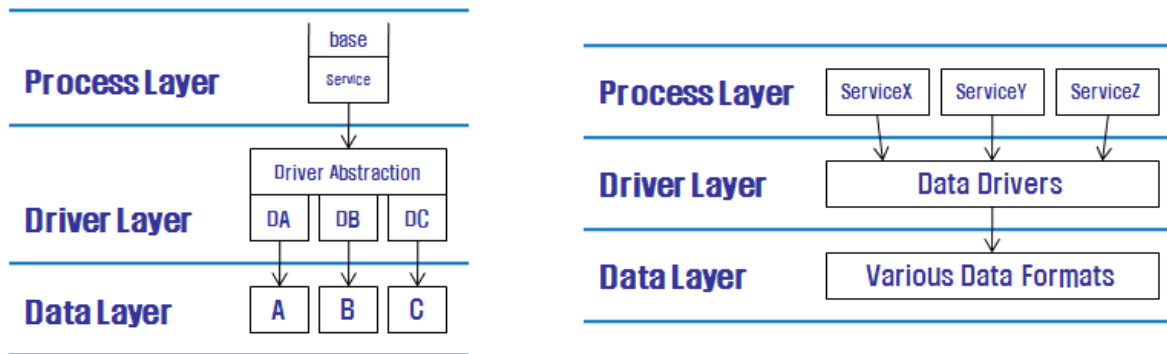 base
Process Layer
Service
Driver Abstraction
Driver Layer
DA DB DC
Data Layer
A B C
Process Layer
ServiceX ServiceY ServiceZ
Driver Layer
Data Drivers
Data Layer
Various Data Formats